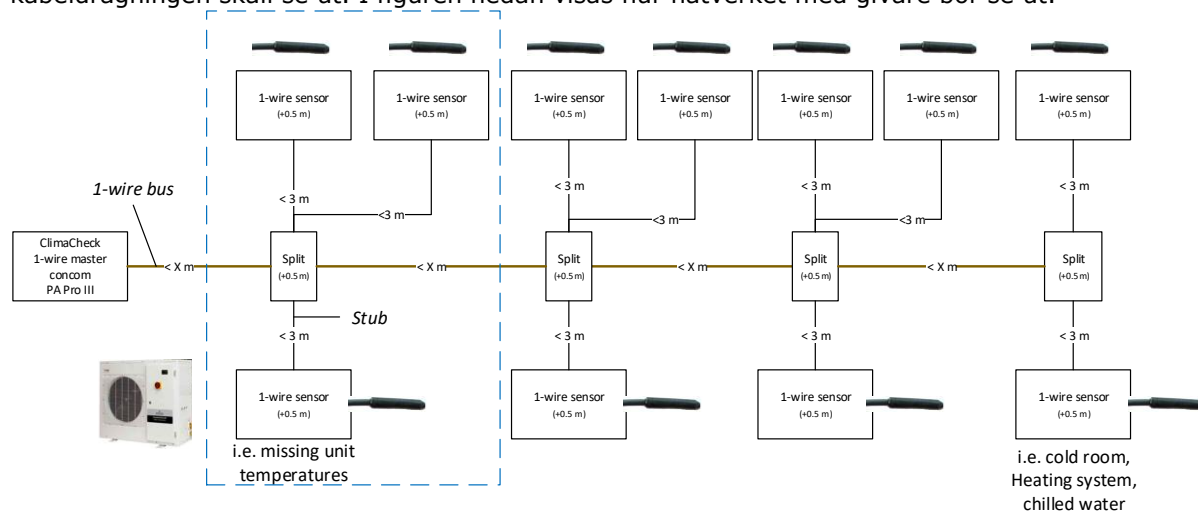 kabeldragningen skall se ut. I figuren nedan visas hur nätverket med givare bör se ut.
1-wire sensor
(+0.5 m)
1-wire sensor
(+0.5 m)
1-wire sensor
(+0.5 m)
1-wire sensor
(+0.5 m)
1-wire sensor
(+0.5 m)
1-wire sensor
(+0.5 m)
1-wire sensor
(+0.5 m)
1-wire bus
< 3 m
<3 m
< 3 m
<3 m
< 3 m
<3 m
< 3 m
ClimaCheck
1-wire master
concom
PA Pro III
< X m
Split
(+0.5 m)
< X m
Split
(+0.5 m)
< X m
Split
(+0.5 m)
< X m
Split
(+0.5 m)
Stub
< 3 m
< 3 m
< 3 m
< 3 m
1-wire sensor
(+0.5 m)
1-wire sensor
(+0.5 m)
1-wire sensor
(+0.5 m)
1-wire sensor
(+0.5 m)
i.e. missing unit
temperatures
i.e. cold room,
Heating system,
chilled water